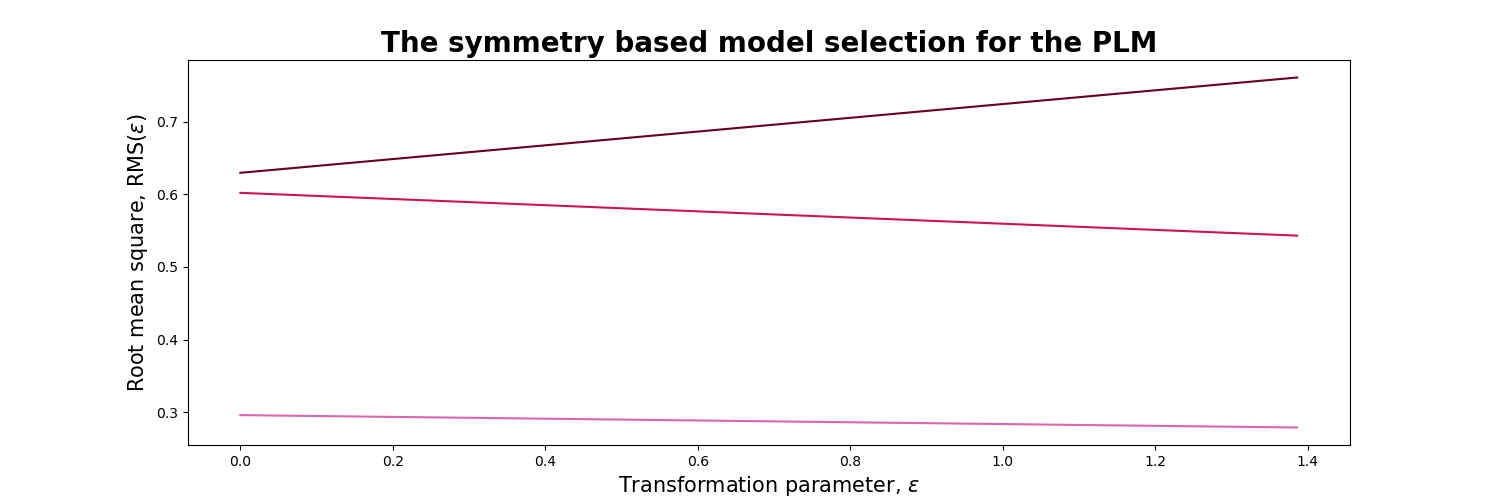 The symmetry based model selection for the PLM
Root mean square, RMS(ε)
0.7
0.6
0.5
0.4
0.3
0.0 0.2 0.4 0.6 0.8 1.0 1.2 1.4
Transformation parameter, ε